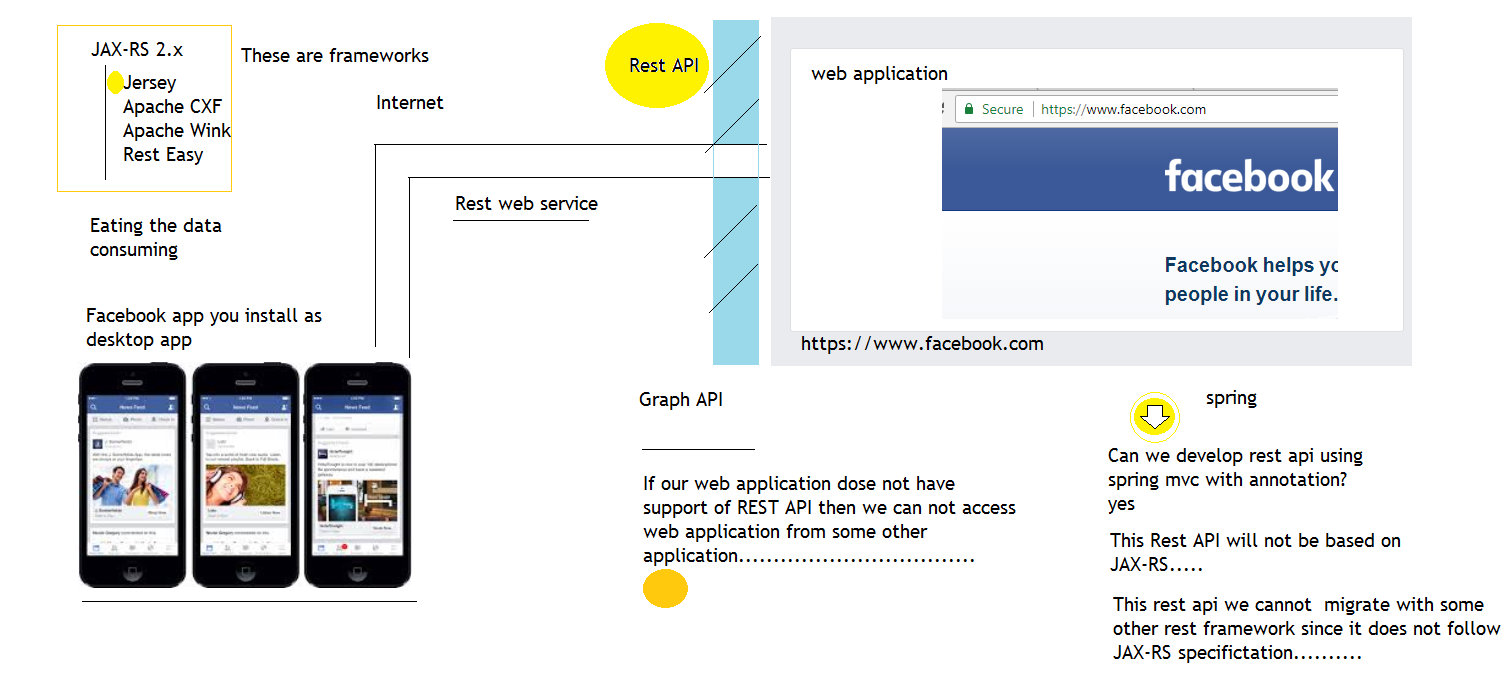 JAX-RS 2.x
Jersey
Apache CXF
Apache Wink
Rest Easy
These are frameworks
Internet
Rest API
web application
Secure
https://www.facebook.com
facebook
Facebook helps yo
people in your life.
https://www.facebook.com
Rest web service
Eating the data
consuming
Facebook app you install as
desktop app
News Feed
News Feed
News Feed
Graph API
If our web application dose not have
support of REST API then we can not access
web application from some other
application..................................
spring
Can we develop rest api using
spring mvc with annotation?
yes
This Rest API will not be based on
JAX-RS.....
This rest api we cannot  migrate with some
other rest framework since it does not follow
JAX-RS specifictation..........